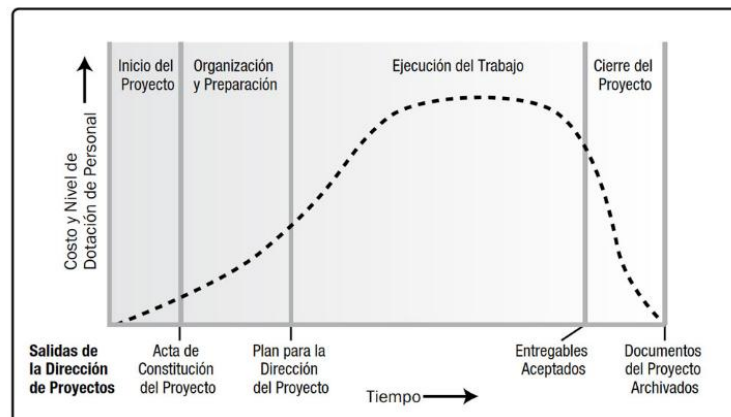 Inicio del
Proyecto
Organización
y Preparación
Ejecución del Trabajo
Cierre del
Proyecto
Costo y Nivel de
Dotación de Personal
Salidas de
la Dirección
de Proyectos
Acta de
Constitución
del Proyecto
Plan para la
Dirección
del Proyecto
Tiempo
Entregables
Aceptados
Documentos
del Proyecto
Archivados